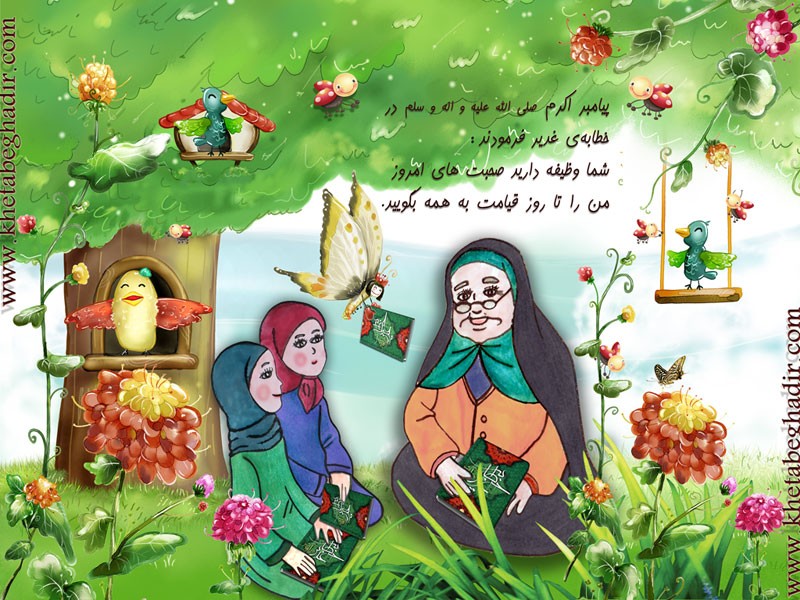 پیامبر اکرم صلی الله علیه و آله و سلم در
خطابه‌ی غدیر فرمودند :
شما وظیفه دارید صحبت های امروز
من را تا روز قیامت به همه بگویید.
www.khetabeghadir.com
www.khetabeghadir.com